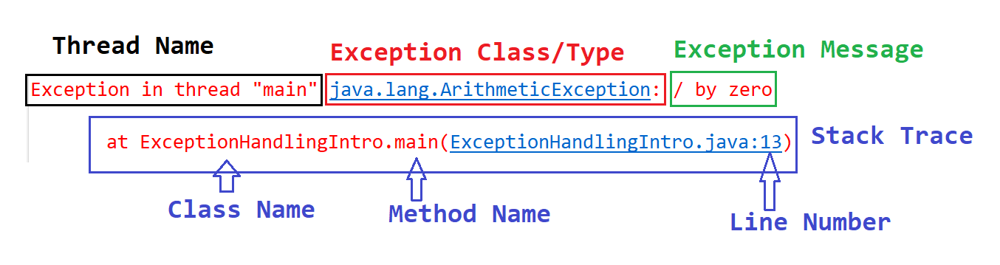 Thread Name
Exception Class/Type
Exception Message
Exception in thread "main" java.lang.ArithmeticException: / by zero
at ExceptionHandlingIntro.main(ExceptionHandlingIntro.java:13)
Stack Trace
Class Name
Method Name
Line Number